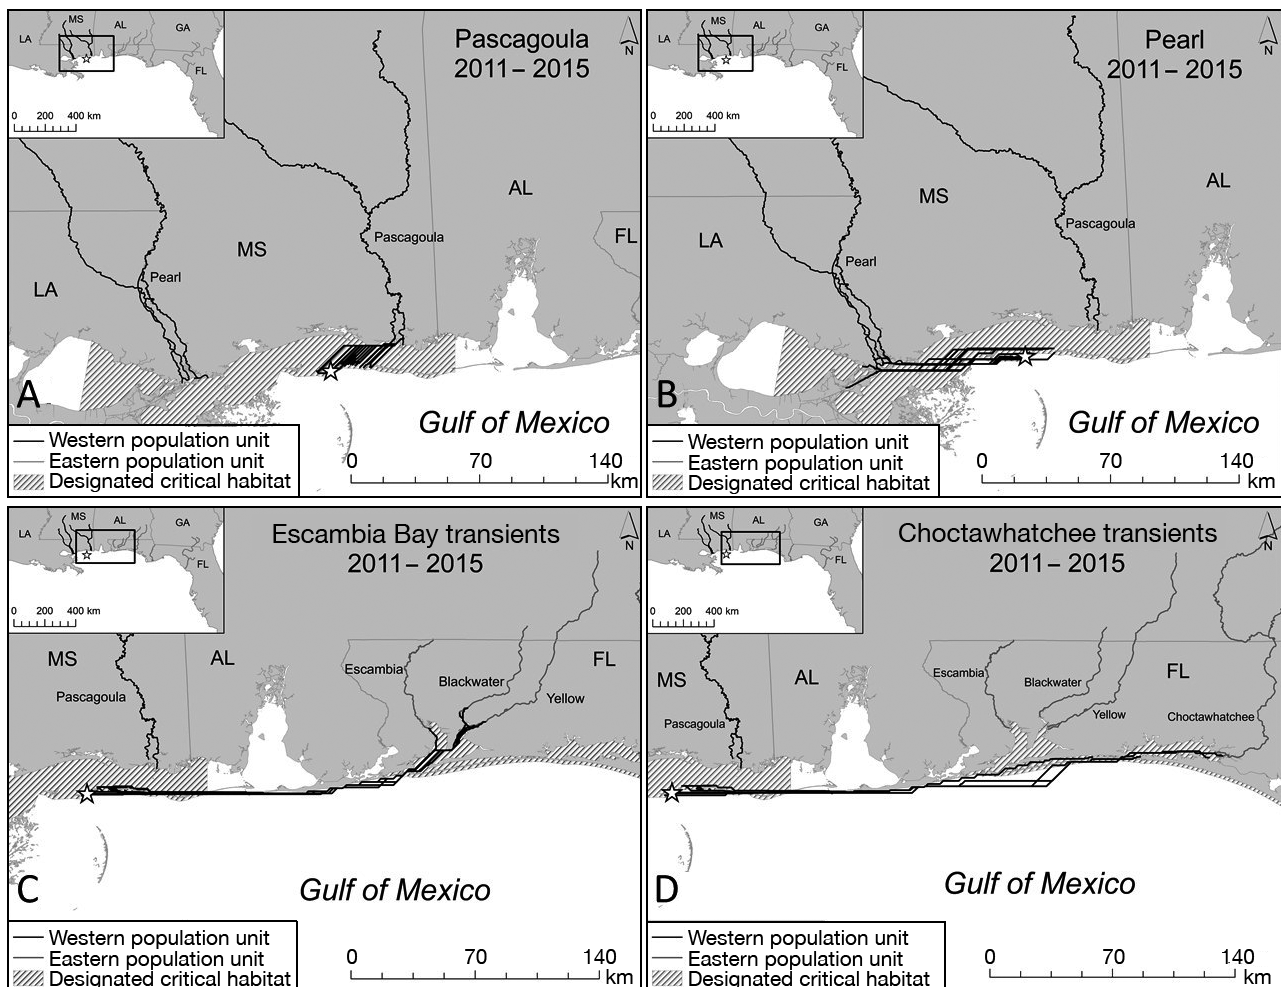 MS
AL
GA
LA
FL
0 200 400 km
Pascagoula
2011 – 2015
N
AL
Pascagoula
FL
MS
Pearl
LA
A
Gulf of Mexico
Western population unit
Eastern population unit
Designated critical habitat
0 70 140
km
MS
AL
GA
LA
FL
0 200 400 km
Pearl
2011 – 2015
N
AL
MS
Pascagoula
LA
Pearl
B
Gulf of Mexico
Western population unit
Eastern population unit
Designated critical habitat
0 70 140
km
MS
AL
GA
LA
FL
0 200 400 km
Escambia Bay transients
2011 – 2015
N
MS
AL
FL
Escambia
Blackwater
Pascagoula
Yellow
C
Gulf of Mexico
Western population unit
Eastern population unit
Designated critical habitat
0 70 140
km
MS
AL
GA
LA
FL
0 200 400 km
Choctawhatchee transients
2011 – 2015
N
MS
AL
FL
Escambia
Blackwater
Pascagoula
Yellow
Choctawhatchee
D
Gulf of Mexico
Western population unit
Eastern population unit
Designated critical habitat
0 70 140
km